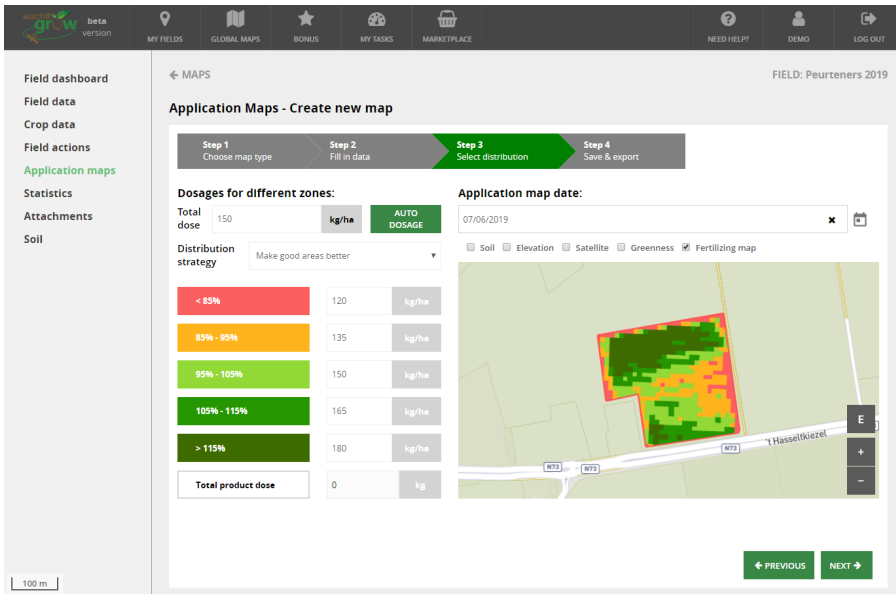 watchitgrow
beta
version
MY FIELDS
GLOBAL MAPS
BONUS
MY TASKS
MARKETPLACE
NEED HELP?
DEMO
LOG OUT
Field dashboard
Field data
Crop data
Field actions
Application maps
Statistics
Attachments
Soil
MAPS
FIELD: Peurteners 2019
Application Maps - Create new map
Step 1
Choose map type
Step 2
Fill in data
Step 3
Select distribution
Step 4
Save & export
Dosages for different zones:
Total
dose
150
kg/ha
AUTO
DOSAGE
Distribution
strategy
Make good areas better
< 85%
120
kg/ha
85% - 95%
135
kg/ha
95% - 105%
150
kg/ha
105% - 115%
165
kg/ha
> 115%
180
kg/ha
Total product dose
0
kg
Application map date:
07/06/2019
Soil
Elevation
Satellite
Greenness
Fertilizing map
't Hasseltkiezel
N73
N73
N73
E
+
−
PREVIOUS
NEXT
100 m